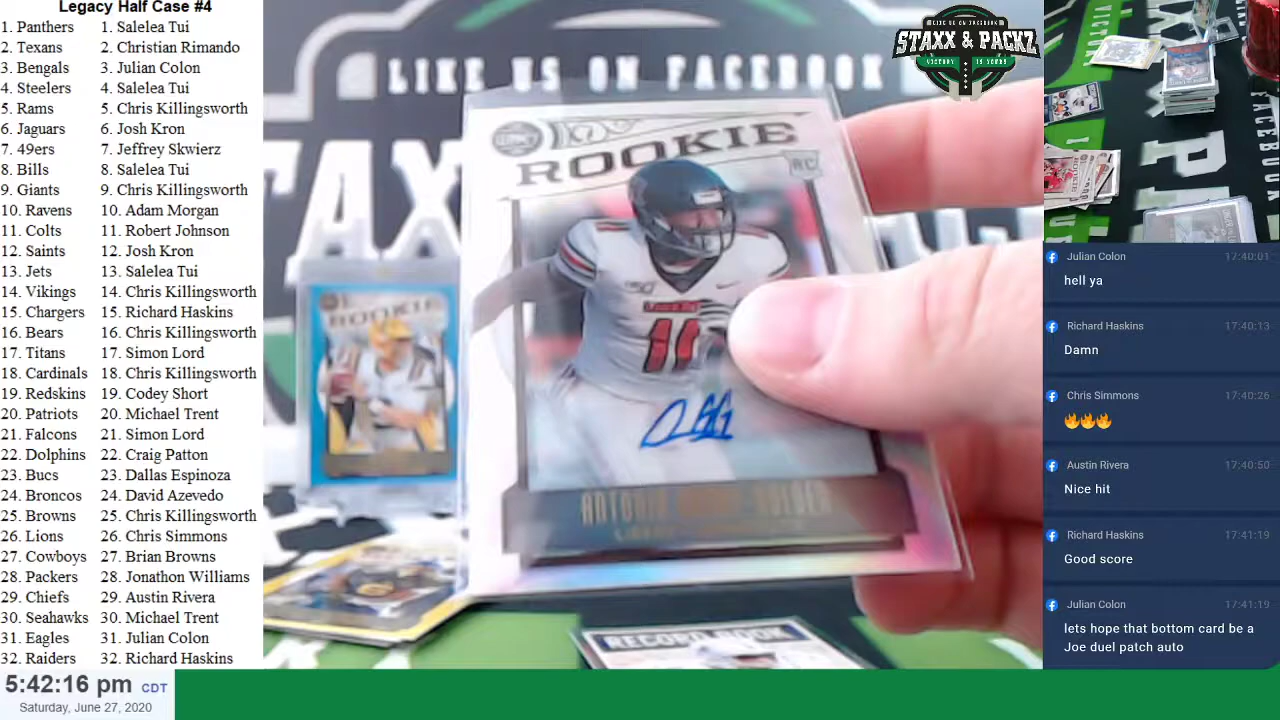 Legacy Half Case #4
1. Panthers 1. Salelea Tui
2. Texans 2. Christian Rimando
3. Bengals 3. Julian Colon
4. Steelers 4. Salelea Tui
5. Rams 5. Chris Killingsworth
6. Jaguars 6. Josh Kron
7. 49ers 7. Jeffrey Skwierz
8. Bills 8. Salelea Tui
9. Giants 9. Chris Killingsworth
10. Ravens 10. Adam Morgan
11. Colts 11. Robert Johnson
12. Saints 12. Josh Kron
13. Jets 13. Salelea Tui
14. Vikings 14. Chris Killingsworth
15. Chargers 15. Richard Haskins
16. Bears 16. Chris Killingsworth
17. Titans 17. Simon Lord
18. Cardinals 18. Chris Killingsworth
19. Redskins 19. Codey Short
20. Patriots 20. Michael Trent
21. Falcons 21. Simon Lord
22. Dolphins 22. Craig Patton
23. Bucs 23. Dallas Espinoza
24. Broncos 24. David Azevedo
25. Browns 25. Chris Killingsworth
26. Lions 26. Chris Simmons
27. Cowboys 27. Brian Browns
28. Packers 28. Jonathon Williams
29. Chiefs 29. Austin Rivera
30. Seahawks 30. Michael Trent
31. Eagles 31. Julian Colon
32. Raiders 32. Richard Haskins
5:42:16 pm CDT
Saturday, June 27, 2020
LIKE US ON FACEBOOK
ROOKIE
RC
11
ROOKIE
RECORD BOOK
LIKE US ON FACEBOOK
STAXX & PACKZ
VICTORY IS YOURS
Julian Colon 17:40:01
hell ya
Richard Haskins 17:40:13
Damn
Chris Simmons 17:40:26
🔥🔥🔥
Austin Rivera 17:40:50
Nice hit
Richard Haskins 17:41:19
Good score
Julian Colon 17:41:19
lets hope that bottom card be a
Joe duel patch auto